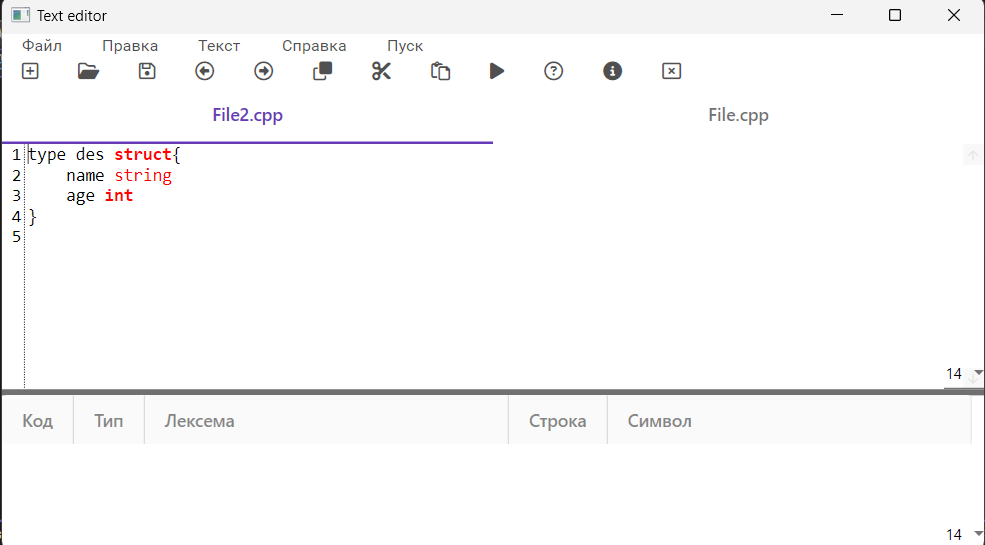 Text editor
Файл Правка Текст Справка Пуск
File2.cpp File.cpp
1 type des struct{
2 name string
3 age int
4 }
5
14
Код Тип Лексема Строка Символ
14